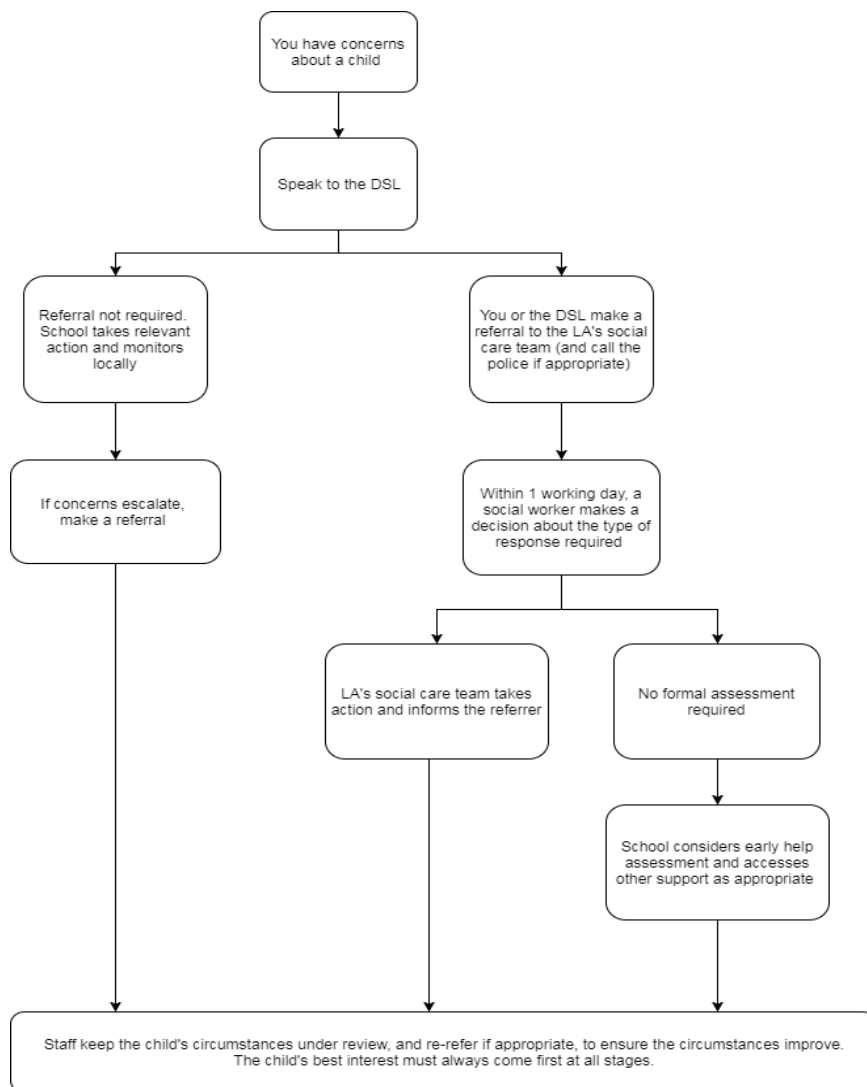 You have concerns
about a child
Speak to the DSL
Referral not required.
School takes relevant
action and monitors
locally
You or the DSL make a
referral to the LA's social
care team (and call the
police if appropriate)
If concerns escalate,
make a referral
Within 1 working day, a
social worker makes a
decision about the type of
response required
LA's social care team takes
action and informs the referrer
No formal assessment
required
School considers early help
assessment and accesses
other support as appropriate
Staff keep the child's circumstances under review, and re-refer if appropriate, to ensure the circumstances improve.
The child's best interest must always come first at all stages.